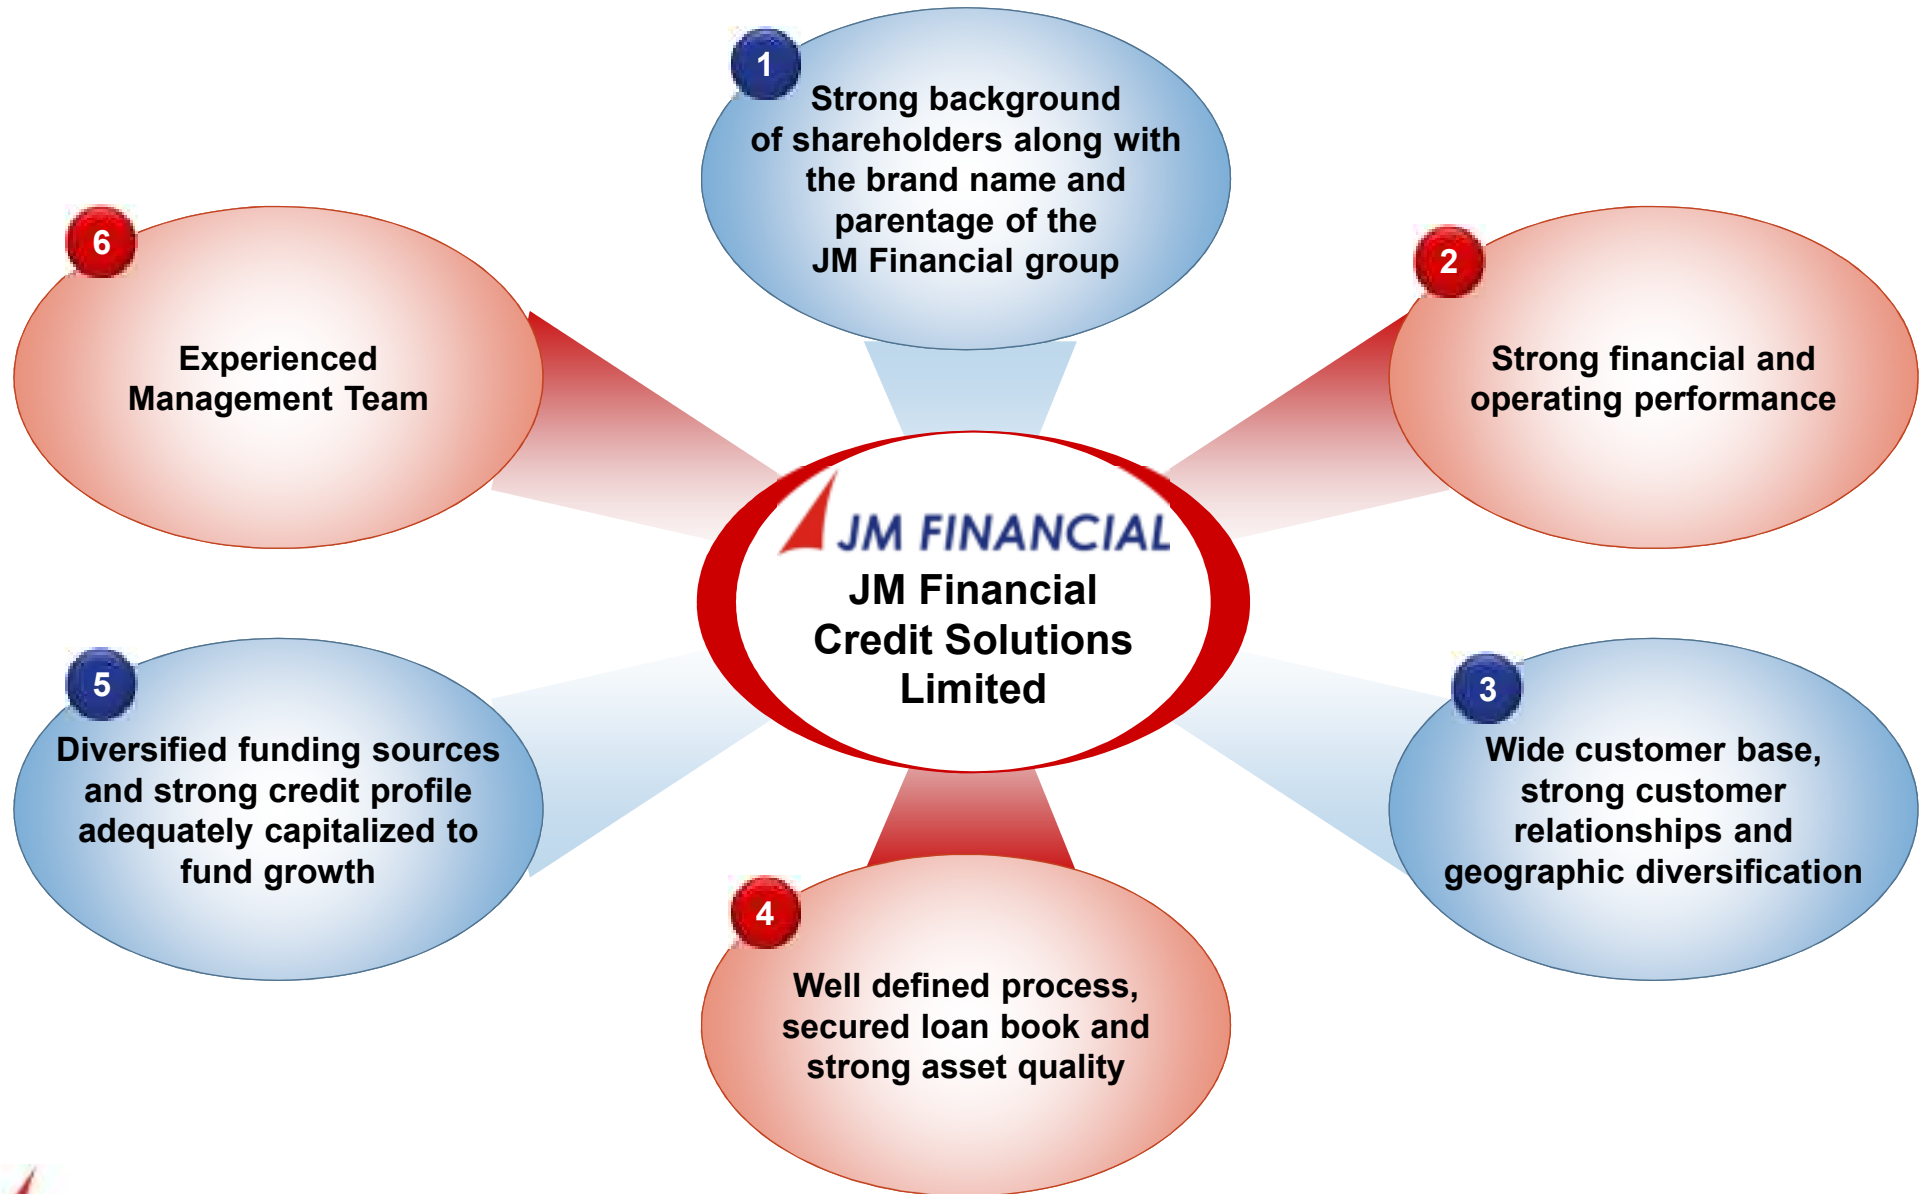 1
Strong background
of shareholders along with
the brand name and
parentage of the
JM Financial group
2
Strong financial and
operating performance
3
Wide customer base,
strong customer
relationships and
geographic diversification
4
Well defined process,
secured loan book and
strong asset quality
5
Diversified funding sources
and strong credit profile
adequately capitalized to
fund growth
6
Experienced
Management Team
JM FINANCIAL
JM Financial
Credit Solutions
Limited